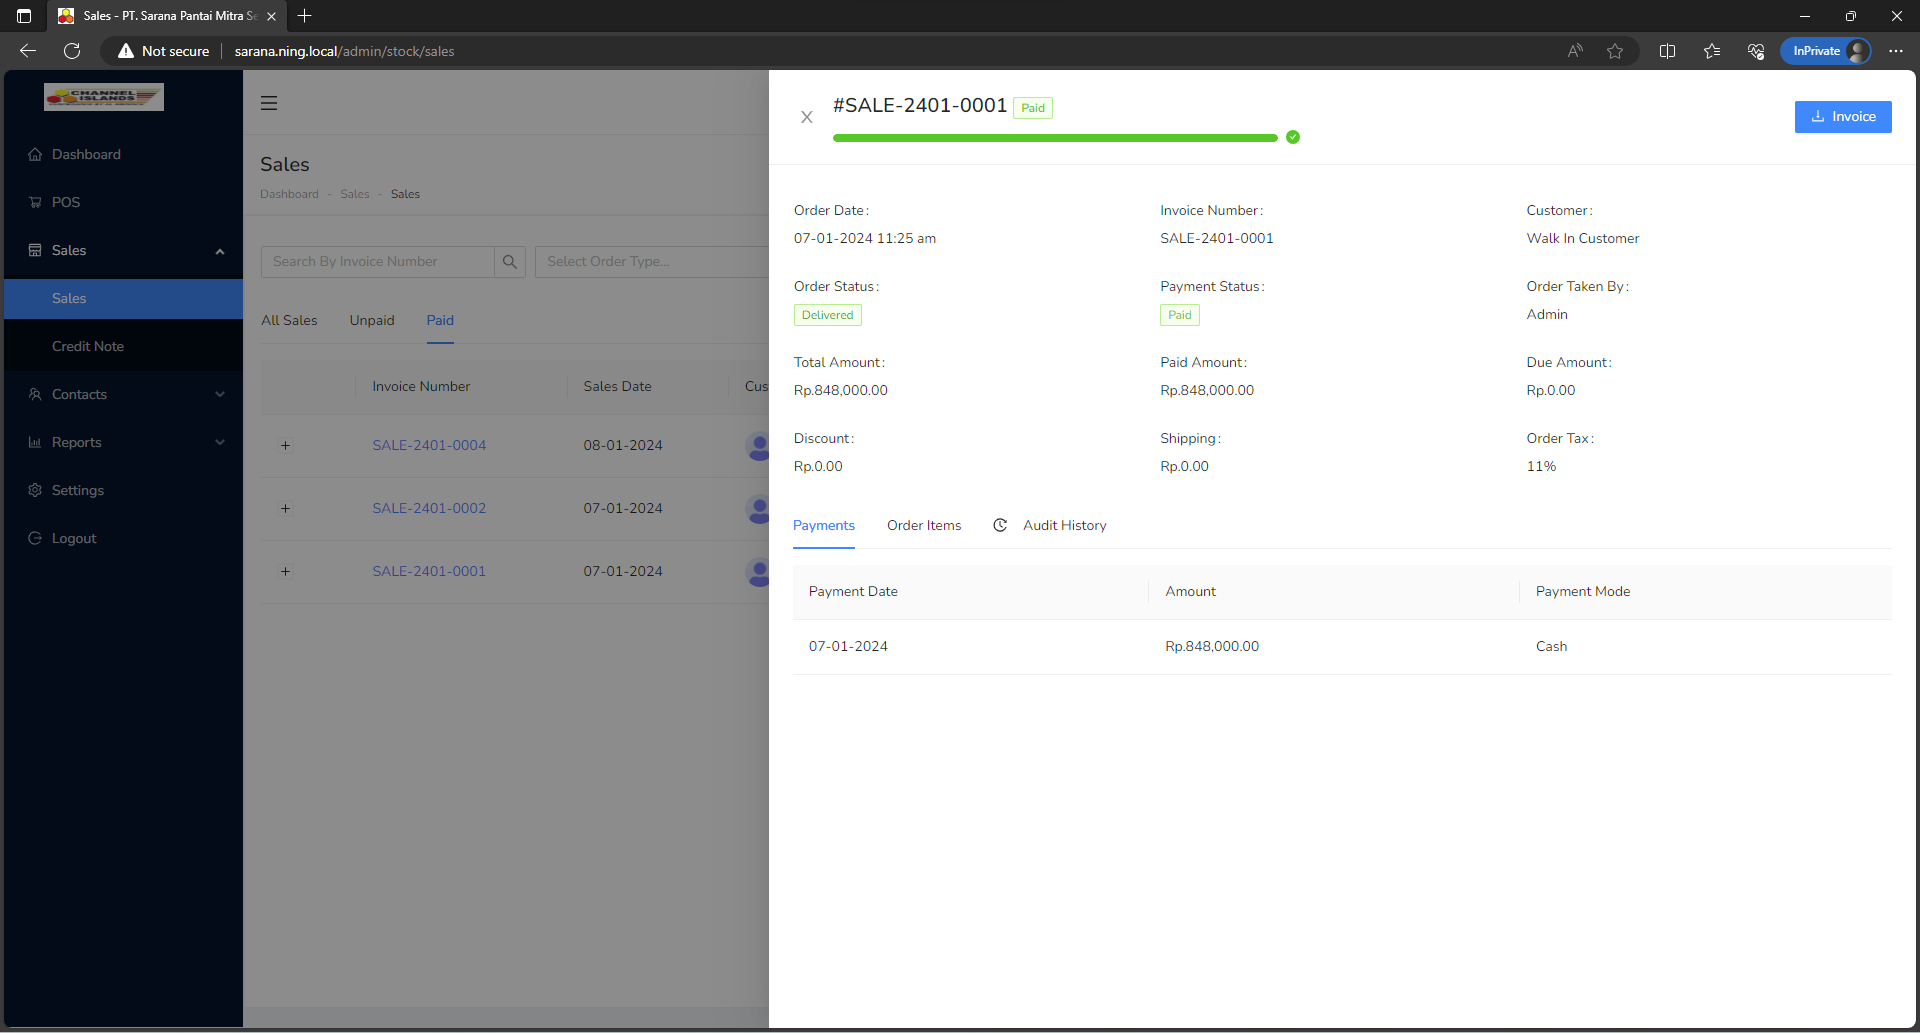 Sales - PT. Sarana Pantai Mitra Se
Not secure
sarana.ning.local/admin/stock/sales
InPrivate
CHANNEL
ISLANDS
Dashboard
POS
Sales
Sales
Credit Note
Contacts
Reports
Settings
Logout
Sales
Dashboard - Sales - Sales
Search By Invoice Number
Select Order Type...
All Sales Unpaid Paid
Invoice Number Sales Date Cus
SALE-2401-0004 08-01-2024
SALE-2401-0002 07-01-2024
SALE-2401-0001 07-01-2024
#SALE-2401-0001 Paid
Invoice
Order Date: Invoice Number: Customer:
07-01-2024 11:25 am SALE-2401-0001 Walk In Customer
Order Status: Payment Status: Order Taken By:
Delivered Paid Admin
Total Amount: Paid Amount: Due Amount:
Rp.848,000.00 Rp.848,000.00 Rp.0.00
Discount: Shipping: Order Tax:
Rp.0.00 Rp.0.00 11%
Payments Order Items Audit History
Payment Date Amount Payment Mode
07-01-2024 Rp.848,000.00 Cash